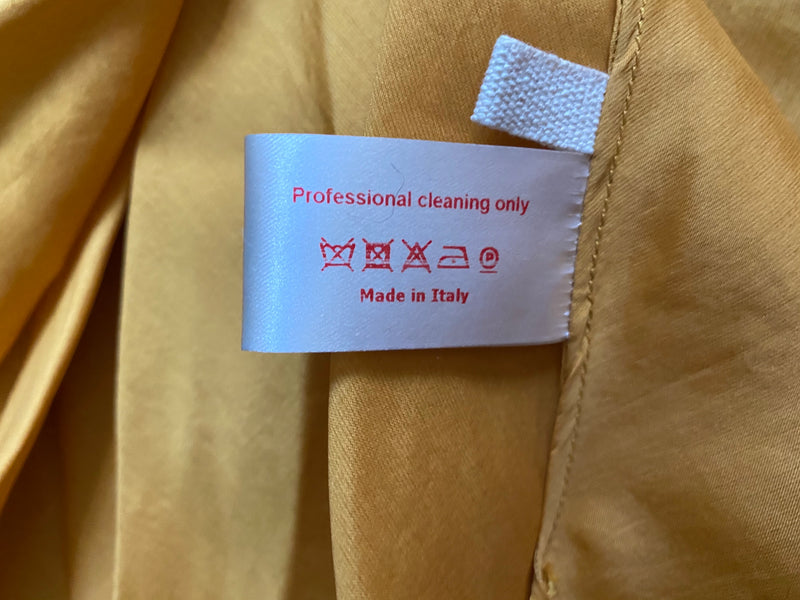 Professional cleaning only
P
Made in Italy